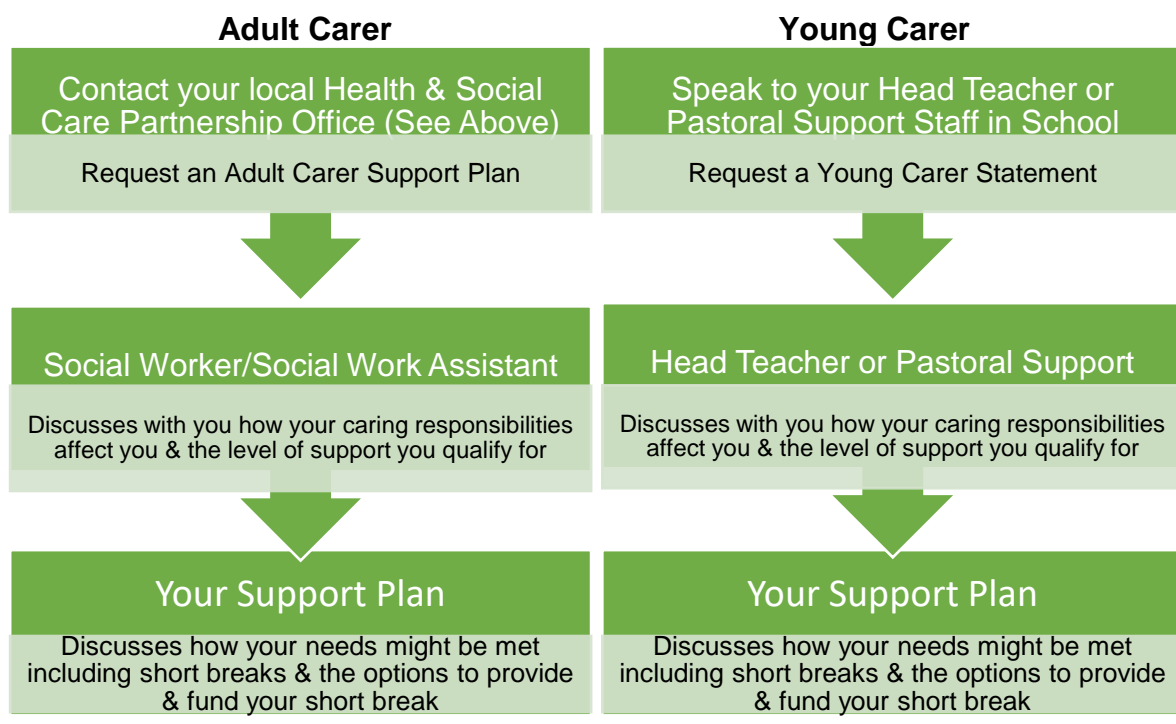 Adult Carer
Contact your local Health & Social
Care Partnership Office (See Above)
Request an Adult Carer Support Plan
Social Worker/Social Work Assistant
Discusses with you how your caring responsibilities
affect you & the level of support you qualify for
Your Support Plan
Discusses how your needs might be met
including short breaks & the options to provide
& fund your short break
Young Carer
Speak to your Head Teacher or
Pastoral Support Staff in School
Request a Young Carer Statement
Head Teacher or Pastoral Support
Discusses with you how your caring responsibilities
affect you & the level of support you qualify for
Your Support Plan
Discusses how your needs might be met
including short breaks & the options to provide
& fund your short break